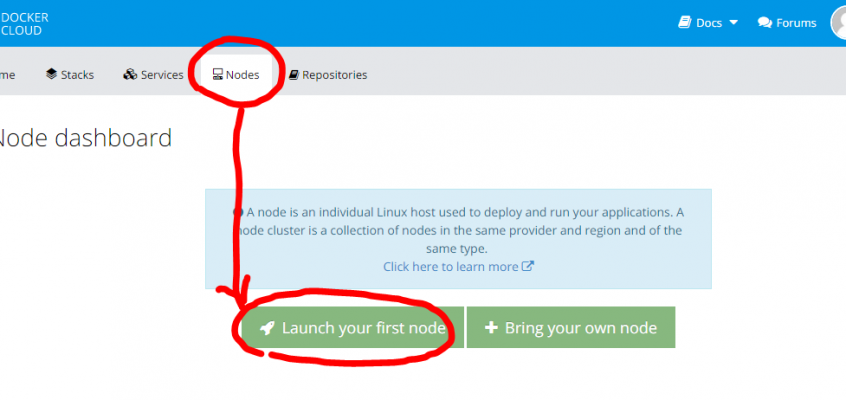 DOCKER
CLOUD
Docs
Forums
me
Stacks
Services
Nodes
Repositories
Node dashboard
A node is an individual Linux host used to deploy and run your applications. A
node cluster is a collection of nodes in the same provider and region and of the
same type.
Click here to learn more
Launch your first node
Bring your own node